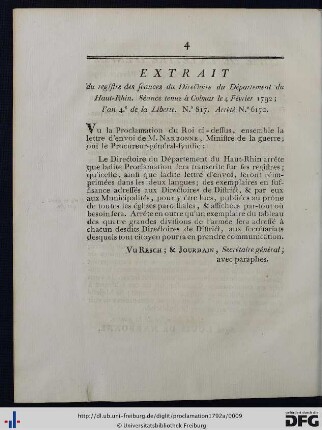 4
EXTRAIT
du registre des séances du Directoire du Département du
Haut-Rhin. Séance tenue à Colmar le 4 Février 1792;
l'an 4.e de la Liberté. N.o 817. Arrêté N.o 6170.
Vu la Proclamation du Roi ci-dessus, ensemble la
lettre d'envoi de M. NARBONNE, Ministre de la guerre;
oui le Procureur-général-syndic;
Le Directoire du Département du Haut-Rhin arrête
que ladite Proclamation sera transcrite sur ses registres;
qu'icelle, ainsi que ladite lettre d'envoi, seront imprimées
dans les deux langues; des exemplaires en suffisance
adressés aux Directoires de District, & par eux
aux Municipalités, pour y être lues, publiées au prône
de toutes les églises paroissiales, & affichées par-tout où
besoin sera. Arrête en outre qu'un exemplaire du tableau
des quatre grandes divisions de l'armée sera adressé à
chacun desdits Directoires de District, aux secrétariats
desquels tout citoyen pourra en prendre communication.
Vu RESCH; & JOURDAIN, Secrétaire général;
avec paraphes.
http://dl.ub.uni-freiburg.de/diglit/proclamation1792a/0009
© Universitätsbibliothek Freiburg
gefördert durch die
DFG